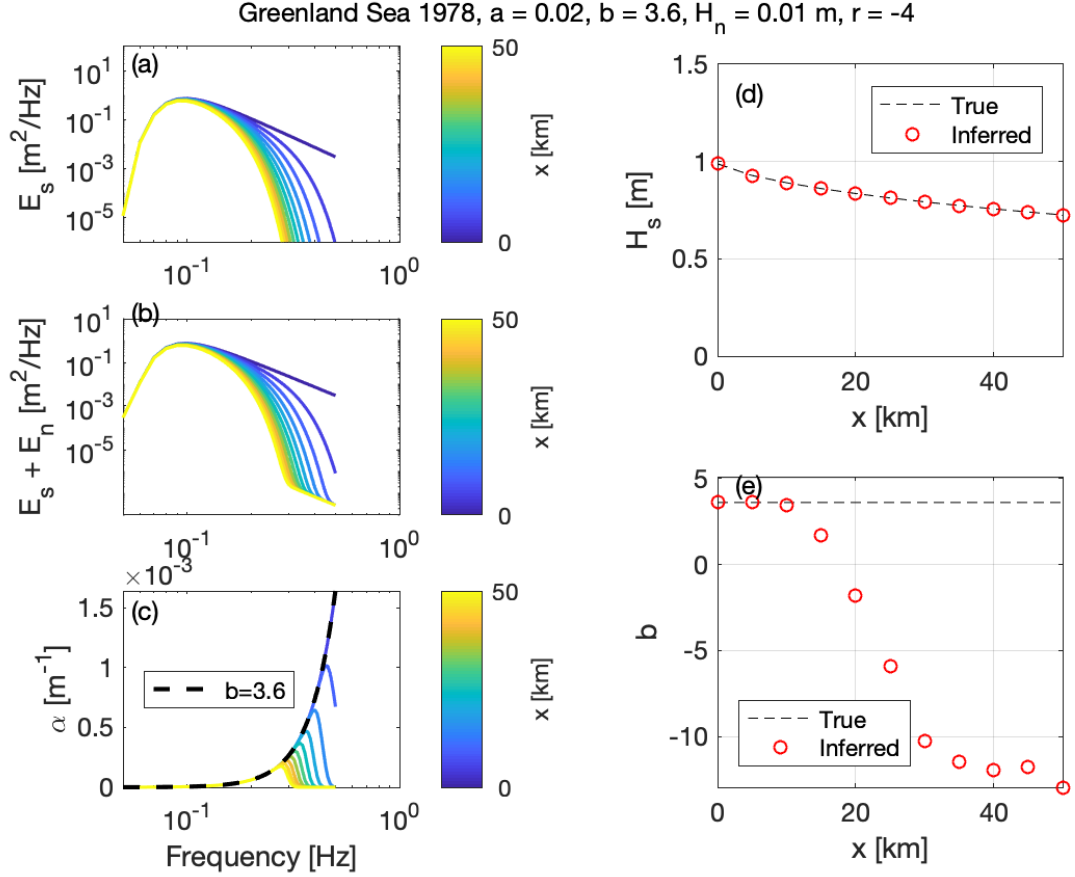 Greenland Sea 1978, a = 0.02, b = 3.6, H_n = 0.01 m, r = -4
(a)
E_s [m^2/Hz]
10^1
10^-1
10^-3
10^-5
10^-1
10^0
50
0
x [km]
(b)
E_s + E_n [m^2/Hz]
10^1
10^-1
10^-3
10^-5
10^-1
10^0
50
0
x [km]
×10^-3
(c)
α [m^-1]
1.5
1
0.5
0
b=3.6
10^-1
10^0
Frequency [Hz]
50
0
x [km]
(d)
H_s [m]
1.5
1
0.5
0
True
Inferred
0
20
40
x [km]
(e)
b
5
0
-5
-10
True
Inferred
0
20
40
x [km]